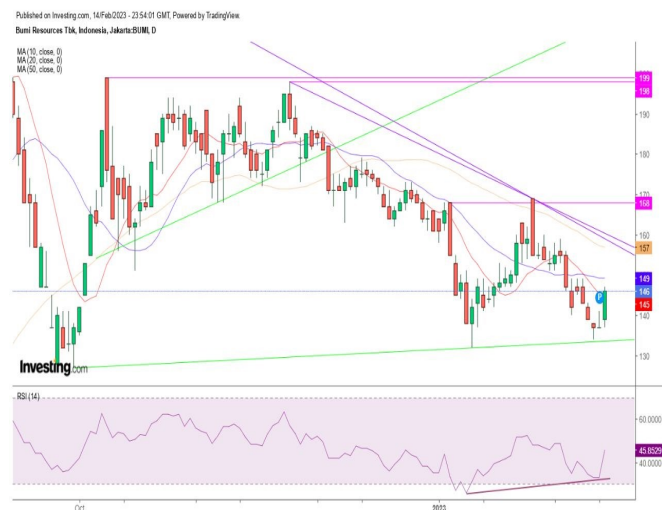 Published on Investing.com, 14/Feb/2023 - 23:54:01 GMT, Powered by TradingView.
Bumi Resources Tbk, Indonesia, Jakarta:BUMI, D
MA (10, close, 0)
MA (20, close, 0)
MA (50, close, 0)
199
198
190
180
170
168
160
157
149
146
145
140
130
P
Investing.com
RSI (14)
60.0000
45.8529
40.0000
Oct
2023